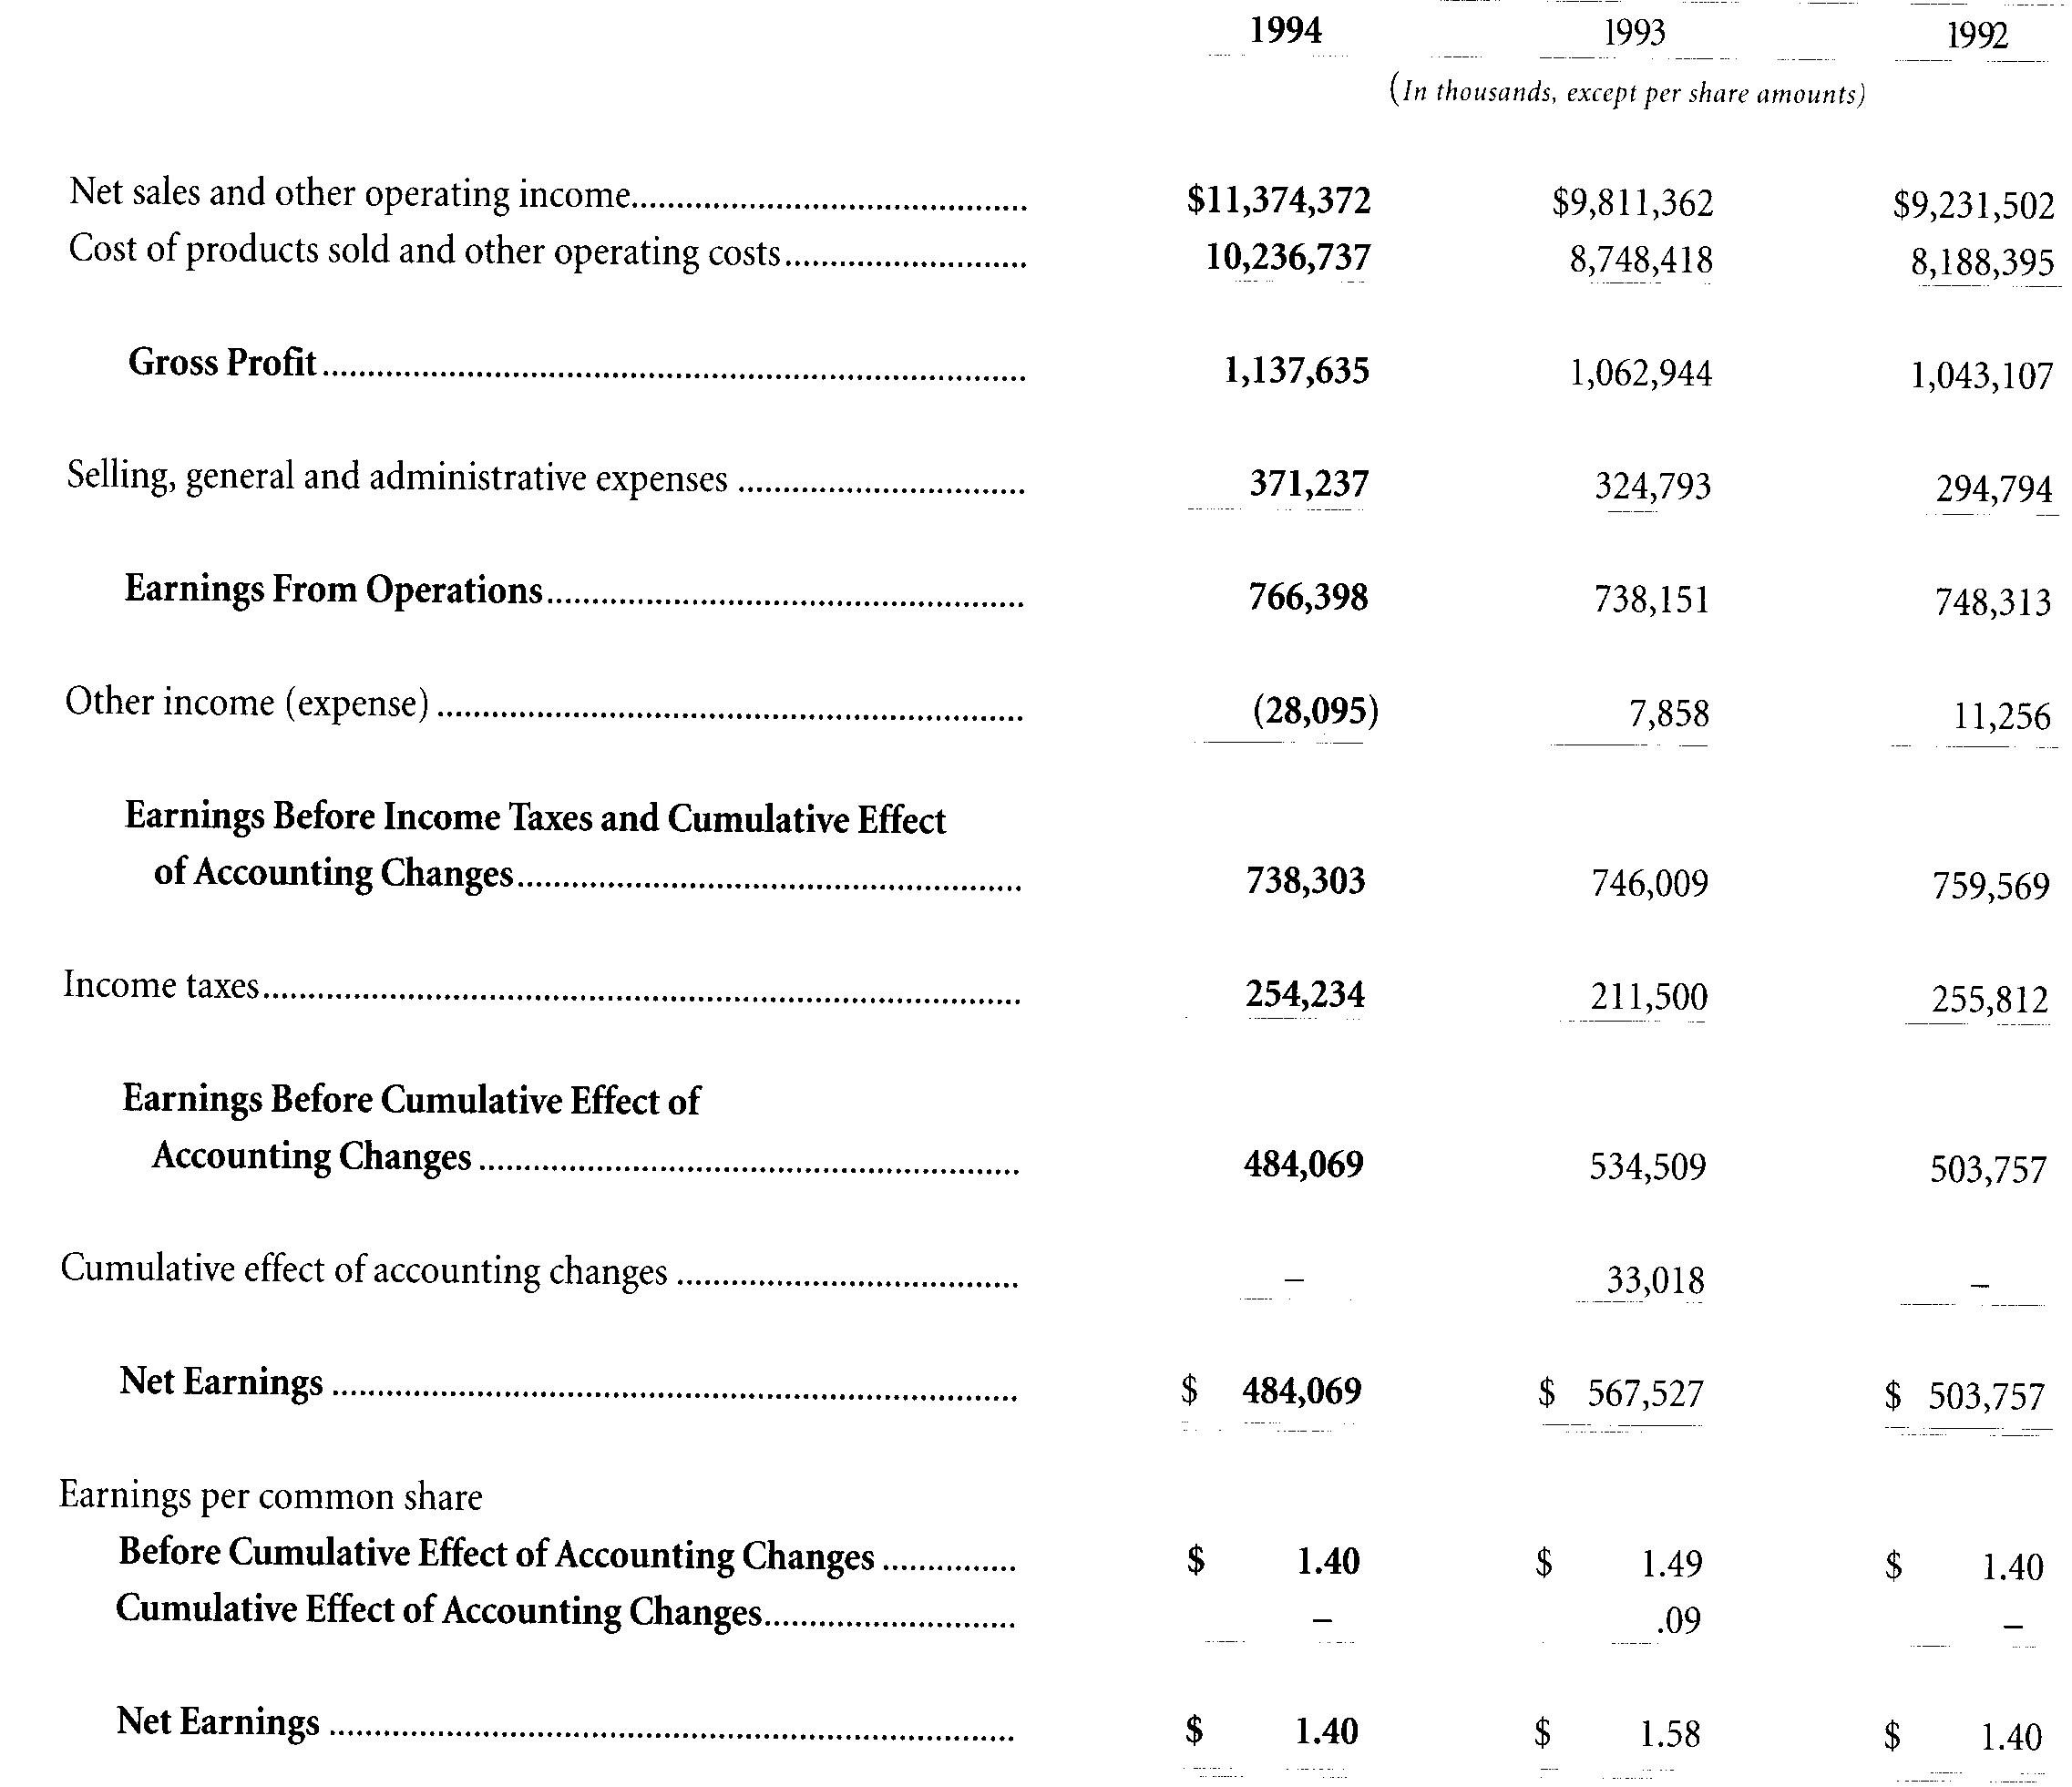 1994 1993 1992
(In thousands, except per share amounts)
Net sales and other operating income.......................................... $11,374,372 $9,811,362 $9,231,502
Cost of products sold and other operating costs.......................... 10,236,737 8,748,418 8,188,395
Gross Profit............................................................................. 1,137,635 1,062,944 1,043,107
Selling, general and administrative expenses ............................... 371,237 324,793 294,794
Earnings From Operations.................................................... 766,398 738,151 748,313
Other income (expense)................................................................ (28,095) 7,858 11,256
Earnings Before Income Taxes and Cumulative Effect
of Accounting Changes....................................................... 738,303 746,009 759,569
Income taxes................................................................................... 254,234 211,500 255,812
Earnings Before Cumulative Effect of
Accounting Changes........................................................... 484,069 534,509 503,757
Cumulative effect of accounting changes ..................................... – 33,018 –
Net Earnings ........................................................................... $ 484,069 $ 567,527 $ 503,757
Earnings per common share
Before Cumulative Effect of Accounting Changes............... $ 1.40 $ 1.49 $ 1.40
Cumulative Effect of Accounting Changes........................... – .09 –
Net Earnings ........................................................................... $ 1.40 $ 1.58 $ 1.40